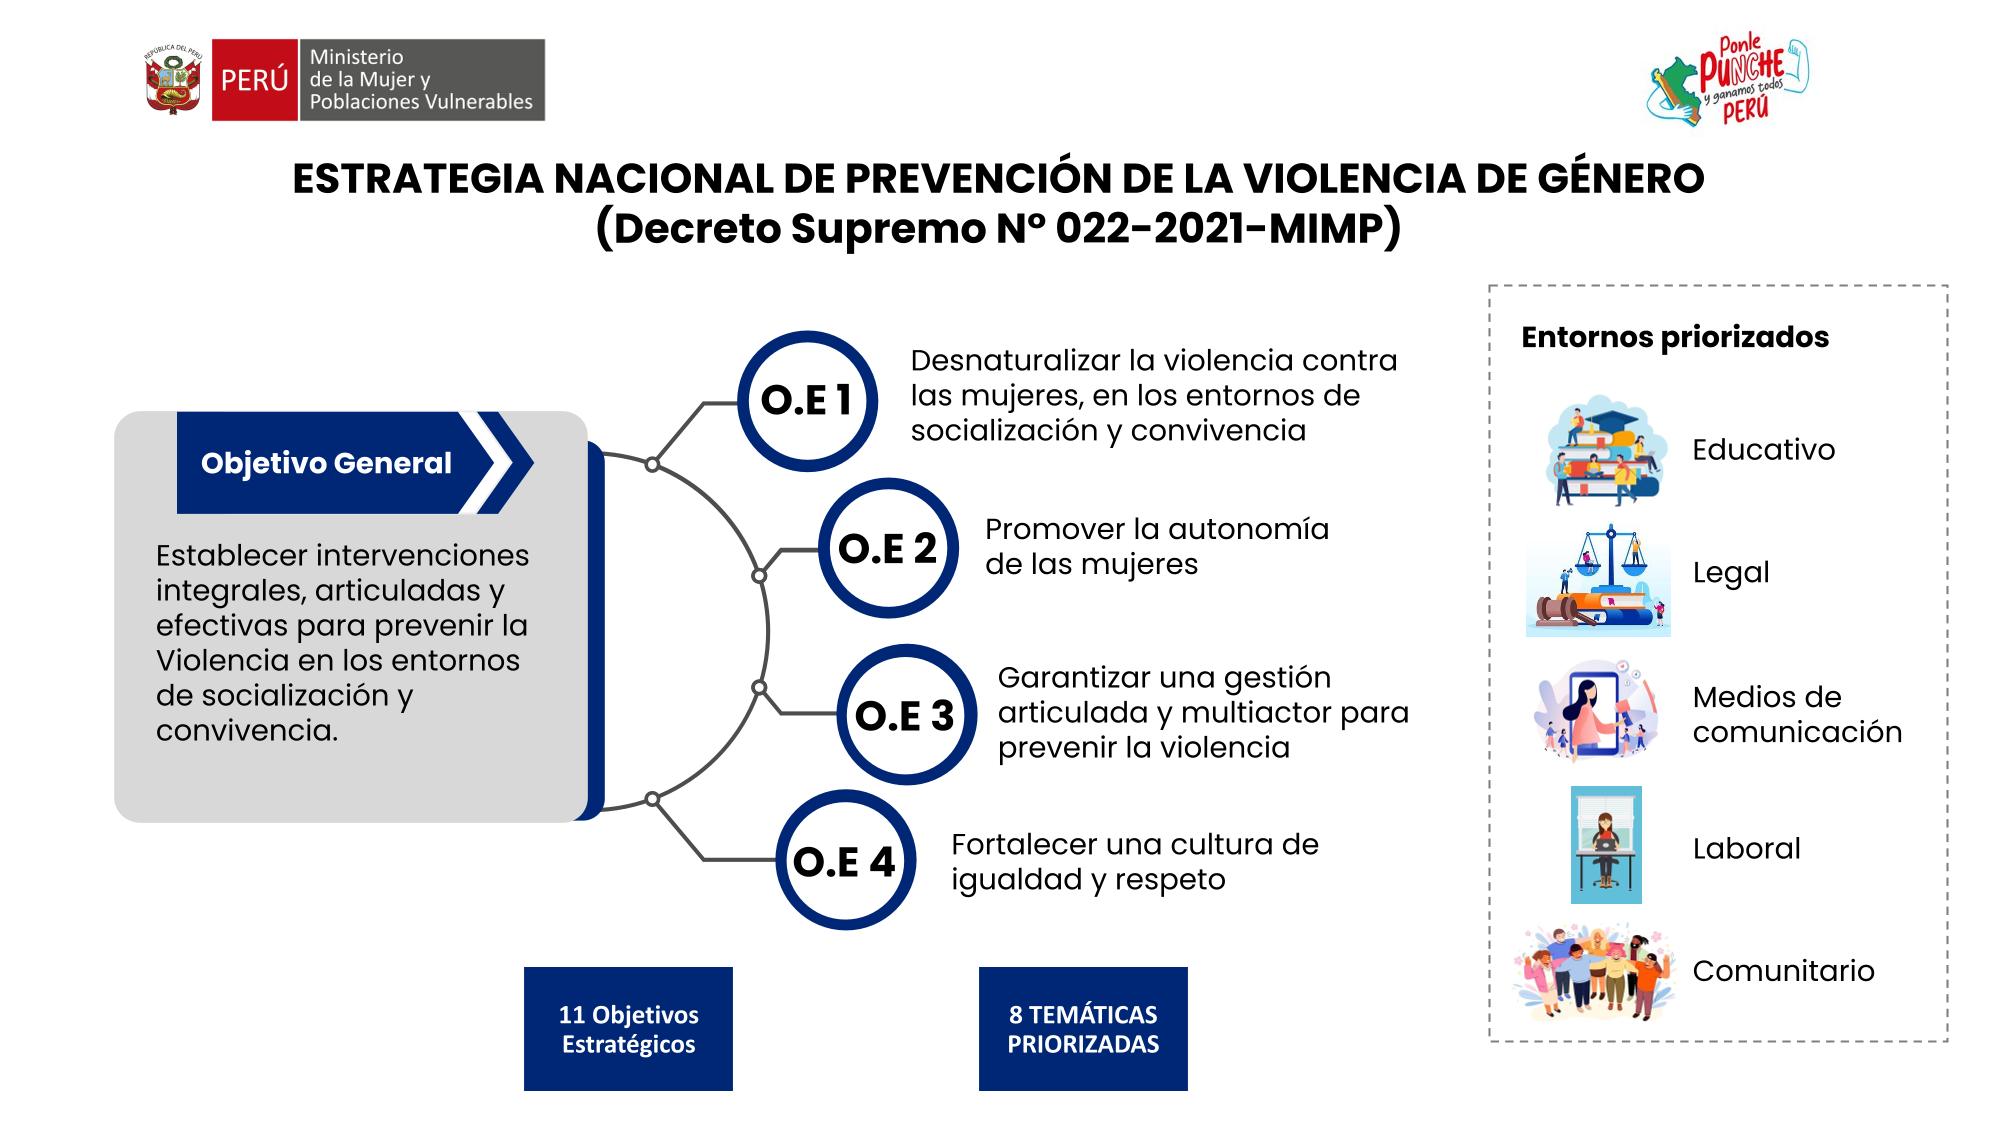 REPÚBLICA DEL PERÚ
PERÚ
Ministerio
de la Mujer y
Poblaciones Vulnerables
Ponle
PUNCHE
y ganamos todos
PERÚ
ESTRATEGIA NACIONAL DE PREVENCIÓN DE LA VIOLENCIA DE GÉNERO
(Decreto Supremo N° 022-2021-MIMP)
Objetivo General
Establecer intervenciones
integrales, articuladas y
efectivas para prevenir la
Violencia en los entornos
de socialización y
convivencia.
O.E 1
Desnaturalizar la violencia contra
las mujeres, en los entornos de
socialización y convivencia
O.E 2
Promover la autonomía
de las mujeres
O.E 3
Garantizar una gestión
articulada y multiactor para
prevenir la violencia
O.E 4
Fortalecer una cultura de
igualdad y respeto
11 Objetivos
Estratégicos
8 TEMÁTICAS
PRIORIZADAS
Entornos priorizados
Educativo
Legal
Medios de
comunicación
Laboral
Comunitario